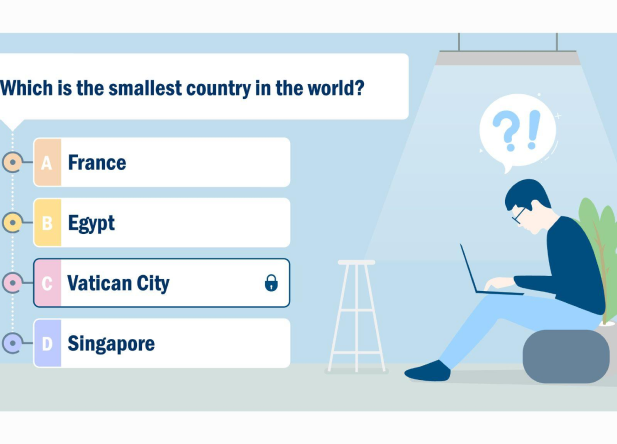 Which is the smallest country in the world?
A France
B Egypt
C Vatican City
D Singapore
?!